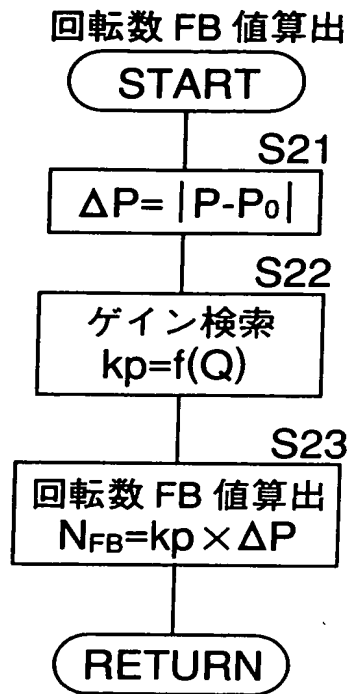 回転数 FB 値算出
START
S21
ΔP= |P-P₀|
S22
ゲイン検索
kp=f(Q)
S23
回転数 FB 値算出
N_FB=kp×ΔP
RETURN